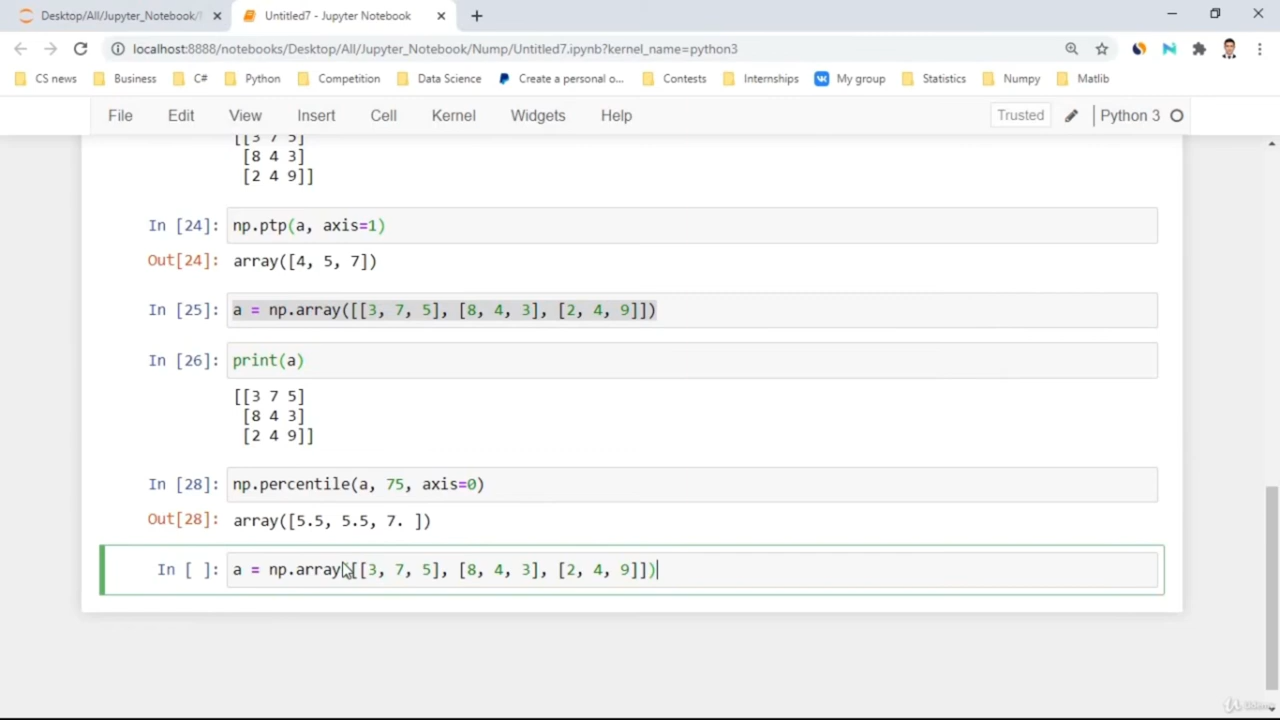 Desktop/All/Jupyter_Notebook/
Untitled7 - Jupyter Notebook
localhost:8888/notebooks/Desktop/All/Jupyter_Notebook/Nump/Untitled7.ipynb?kernel_name=python3
CS news Business C# Python Competition Data Science Create a personal o... Contests Internships My group Statistics Numpy Matlib
File Edit View Insert Cell Kernel Widgets Help Trusted Python 3
[[3 7 5]
[8 4 3]
[2 4 9]]
In [24]: np.ptp(a, axis=1)
Out[24]: array([4, 5, 7])
In [25]: a = np.array([[3, 7, 5], [8, 4, 3], [2, 4, 9]])
In [26]: print(a)
[[3 7 5]
[8 4 3]
[2 4 9]]
In [28]: np.percentile(a, 75, axis=0)
Out[28]: array([5.5, 5.5, 7. ])
In [ ]: a = np.array([[3, 7, 5], [8, 4, 3], [2, 4, 9]])